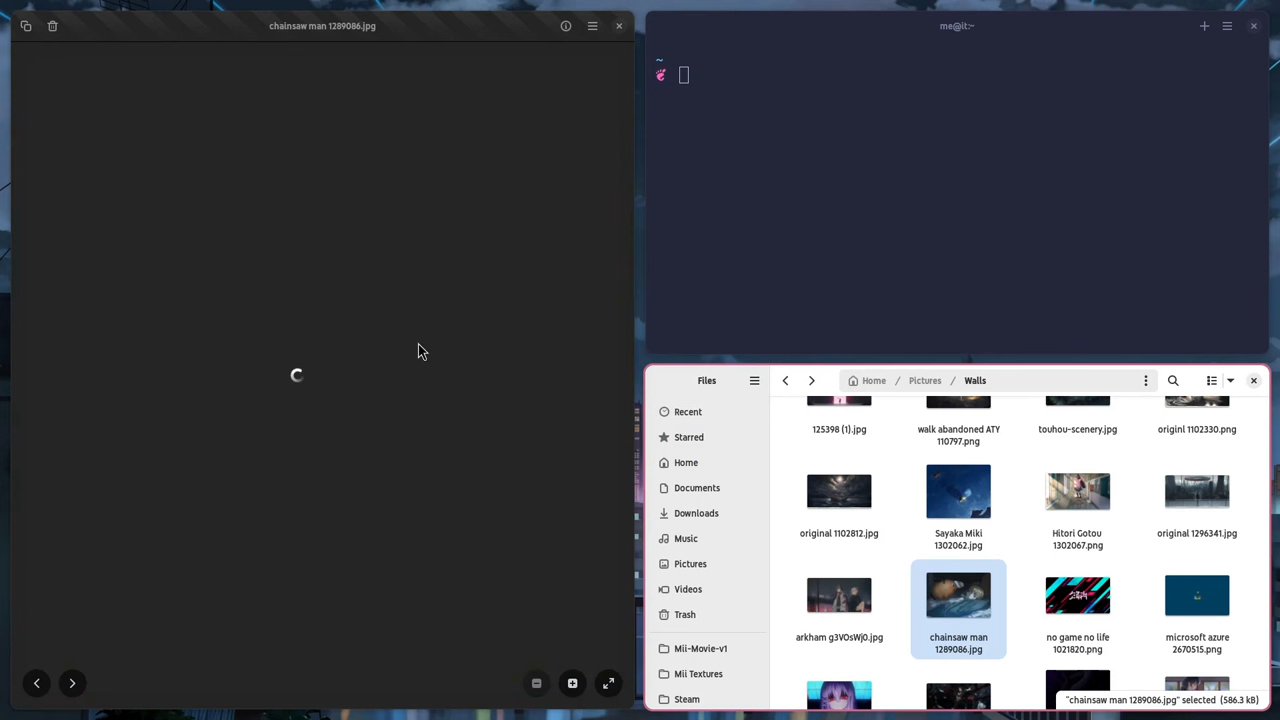 chainsaw man 1289086.jpg
me@it:~
~
Files
Home / Pictures / Walls
Recent
Starred
Home
Documents
Downloads
Music
Pictures
Videos
Trash
Mii-Movie-v1
Mii Textures
Steam
125398 (1).jpg
walk abandoned ATY
110797.png
touhou-scenery.jpg
originl 1102330.png
original 1102812.jpg
Sayaka Miki
1302062.jpg
Hitori Gotou
1302067.png
original 1296341.jpg
arkham g3VOsWj0.jpg
chainsaw man
1289086.jpg
no game no life
1021820.png
microsoft azure
2670515.png
"chainsaw man 1289086.jpg" selected (586.3 kB)